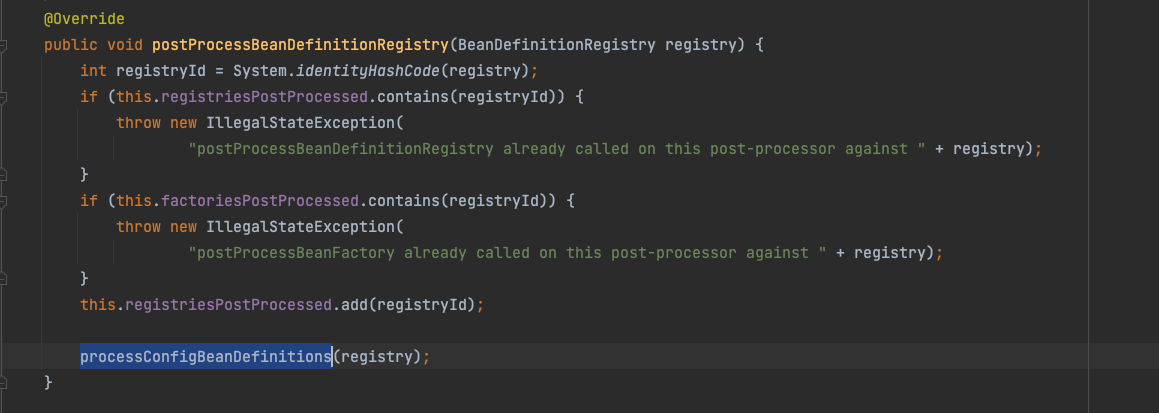 @Override
public void postProcessBeanDefinitionRegistry(BeanDefinitionRegistry registry) {
    int registryId = System.identityHashCode(registry);
    if (this.registriesPostProcessed.contains(registryId)) {
        throw new IllegalStateException(
                "postProcessBeanDefinitionRegistry already called on this post-processor against " + registry);
    }
    if (this.factoriesPostProcessed.contains(registryId)) {
        throw new IllegalStateException(
                "postProcessBeanFactory already called on this post-processor against " + registry);
    }
    this.registriesPostProcessed.add(registryId);

    processConfigBeanDefinitions(registry);
}